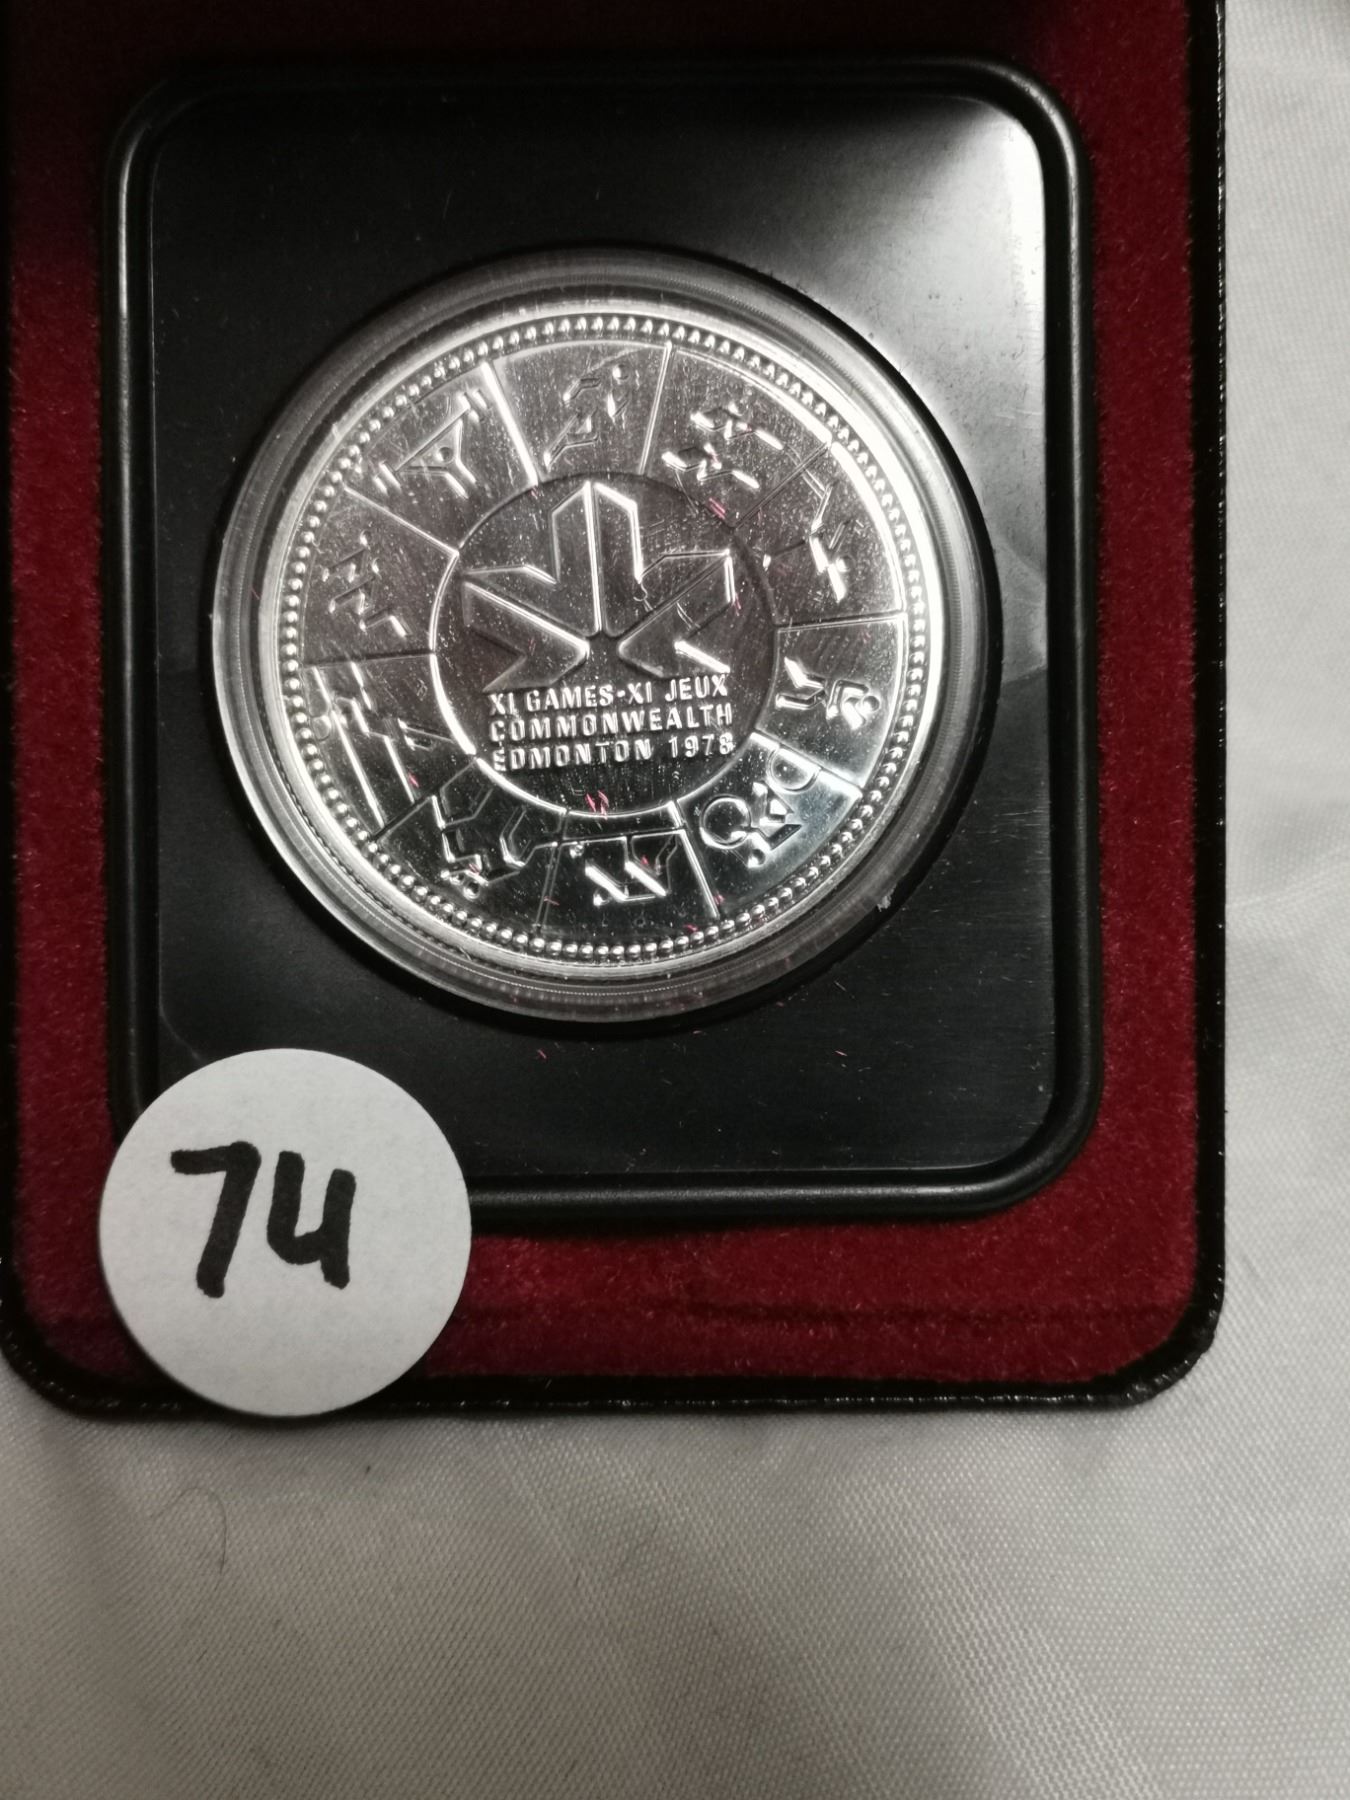 XI GAMES-XI JEUX
COMMONWEALTH
EDMONTON 1978
74